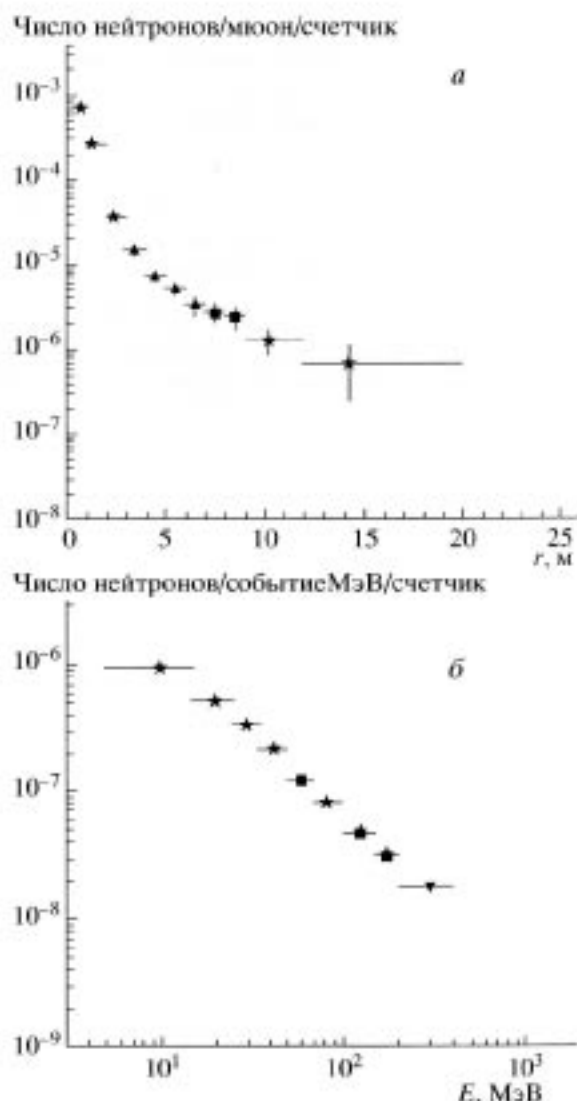 Число нейтронов/мюон/счетчик
а
10⁻³
10⁻⁴
10⁻⁵
10⁻⁶
10⁻⁷
10⁻⁸
0 5 10 15 20 25
r, м
Число нейтронов/событиеМэВ/счетчик
б
10⁻⁶
10⁻⁷
10⁻⁸
10⁻⁹
10¹ 10² 10³
E, МэВ